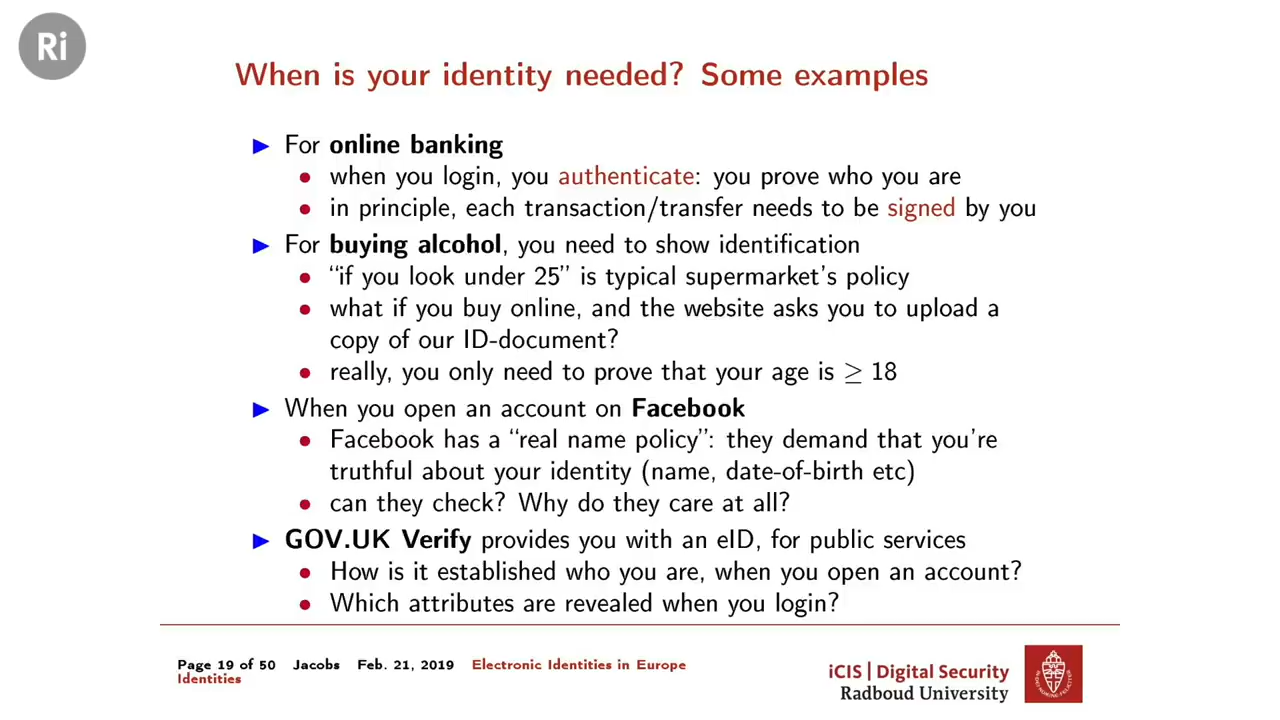 Ri
When is your identity needed? Some examples
▶ For online banking
• when you login, you authenticate: you prove who you are
• in principle, each transaction/transfer needs to be signed by you
▶ For buying alcohol, you need to show identification
• “if you look under 25” is typical supermarket's policy
• what if you buy online, and the website asks you to upload a
copy of our ID-document?
• really, you only need to prove that your age is ≥ 18
▶ When you open an account on Facebook
• Facebook has a “real name policy”: they demand that you're
truthful about your identity (name, date-of-birth etc)
• can they check? Why do they care at all?
▶ GOV.UK Verify provides you with an eID, for public services
• How is it established who you are, when you open an account?
• Which attributes are revealed when you login?
Page 19 of 50 Jacobs Feb. 21, 2019 Electronic Identities in Europe
Identities
iCIS | Digital Security
Radboud University